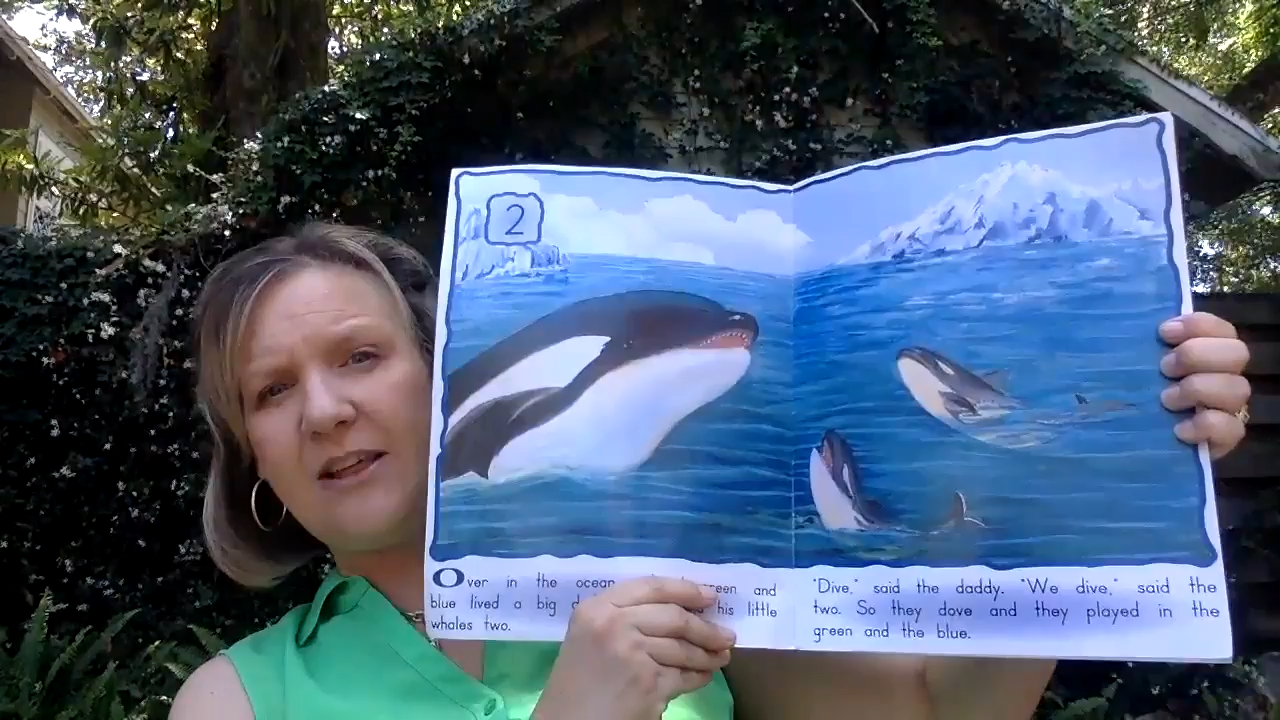 2
Over in the ocean green and
blue lived a big his little
whales two.
"Dive," said the daddy. "We dive," said the
two. So they dove and they played in the
green and the blue.